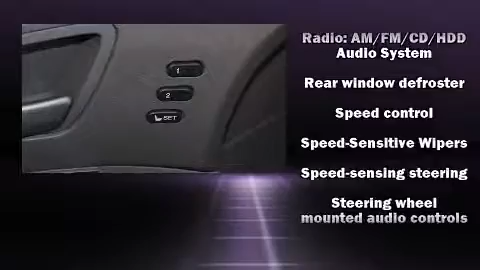 1
2
SET
Radio: AM/FM/CD/HDD
Audio System
Rear window defroster
Speed control
Speed-Sensitive Wipers
Speed-sensing steering
Steering wheel
mounted audio controls